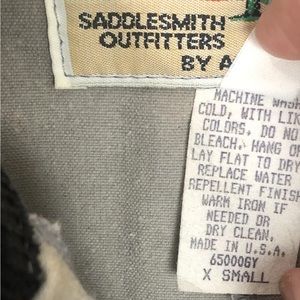 SADDLESMITH
OUTFITTERS
BY A
MACHINE WASH
COLD, WITH LIK
COLORS. DO NO
BLEACH. HANG O
LAY FLAT TO DRY
REPLACE WATER
REPELLENT FINISH
WARM IRON IF
NEEDED OR
DRY CLEAN.
MADE IN U.S.A.
65000GY
X SMALL